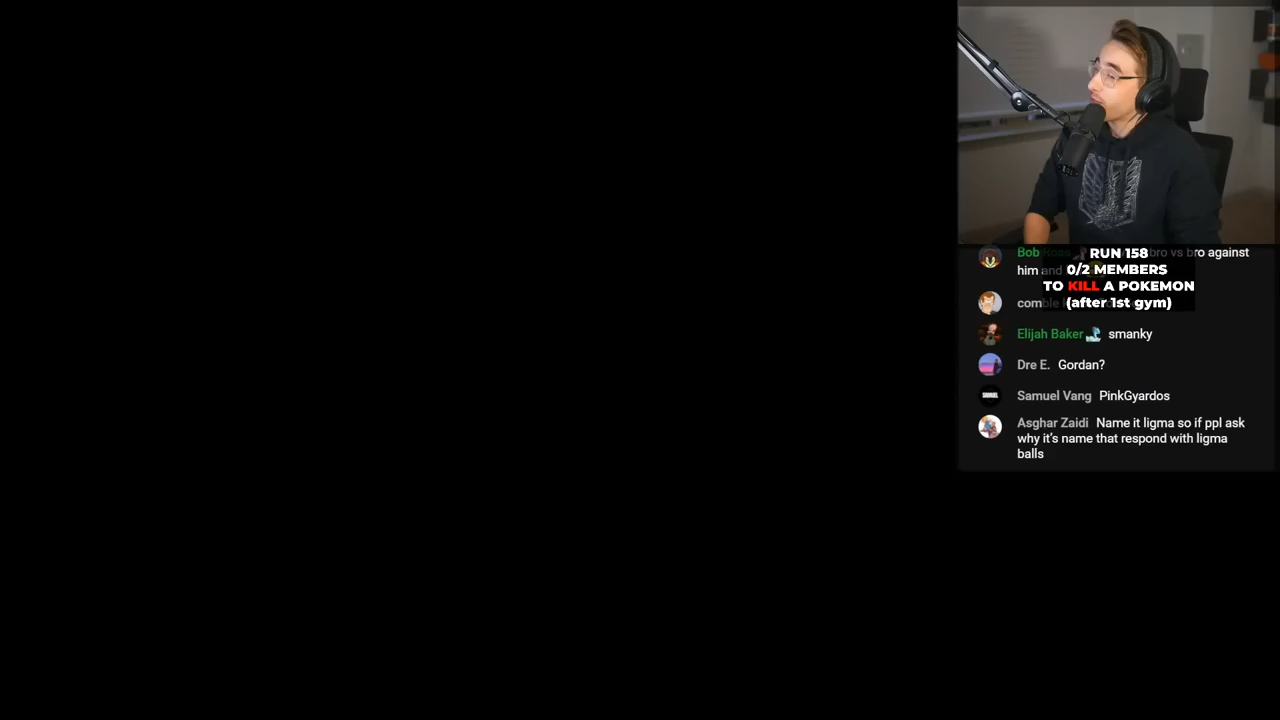 Bob
bro vs bro against
him and
RUN 158
0/2 MEMBERS
TO KILL A POKEMON
(after 1st gym)
Elijah Baker smanky
Dre E. Gordan?
Samuel Vang PinkGyardos
Asghar Zaidi Name it ligma so if ppl ask
why it's name that respond with ligma
balls